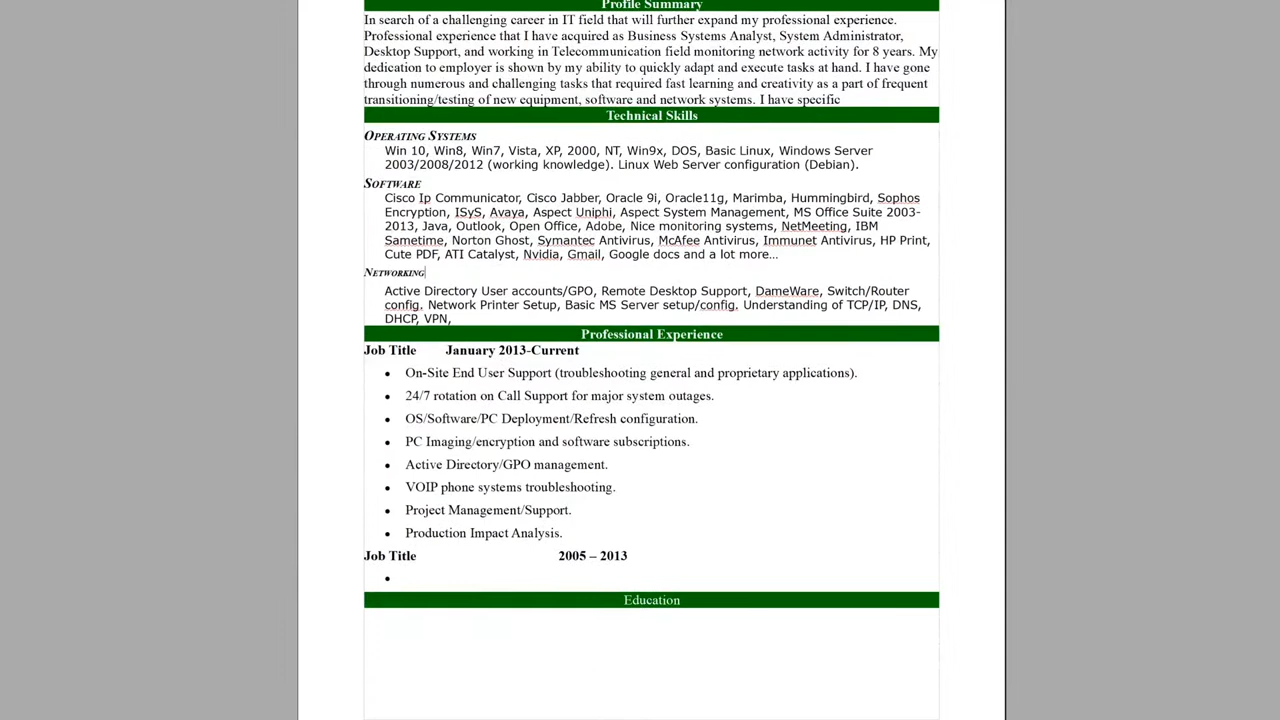 Profile Summary
In search of a challenging career in IT field that will further expand my professional experience.
Professional experience that I have acquired as Business Systems Analyst, System Administrator,
Desktop Support, and working in Telecommunication field monitoring network activity for 8 years. My
dedication to employer is shown by my ability to quickly adapt and execute tasks at hand. I have gone
through numerous and challenging tasks that required fast learning and creativity as a part of frequent
transitioning/testing of new equipment, software and network systems. I have specific
Technical Skills
OPERATING SYSTEMS
Win 10, Win8, Win7, Vista, XP, 2000, NT, Win9x, DOS, Basic Linux, Windows Server
2003/2008/2012 (working knowledge). Linux Web Server configuration (Debian).
SOFTWARE
Cisco Ip Communicator, Cisco Jabber, Oracle 9i, Oracle11g, Marimba, Hummingbird, Sophos
Encryption, ISyS, Avaya, Aspect Uniphi, Aspect System Management, MS Office Suite 2003-
2013, Java, Outlook, Open Office, Adobe, Nice monitoring systems, NetMeeting, IBM
Sametime, Norton Ghost, Symantec Antivirus, McAfee Antivirus, Immunet Antivirus, HP Print,
Cute PDF, ATI Catalyst, Nvidia, Gmail, Google docs and a lot more…
NETWORKING
Active Directory User accounts/GPO, Remote Desktop Support, DameWare, Switch/Router
config. Network Printer Setup, Basic MS Server setup/config. Understanding of TCP/IP, DNS,
DHCP, VPN,
Professional Experience
Job Title January 2013-Current
• On-Site End User Support (troubleshooting general and proprietary applications).
• 24/7 rotation on Call Support for major system outages.
• OS/Software/PC Deployment/Refresh configuration.
• PC Imaging/encryption and software subscriptions.
• Active Directory/GPO management.
• VOIP phone systems troubleshooting.
• Project Management/Support.
• Production Impact Analysis.
Job Title 2005 – 2013
•
Education